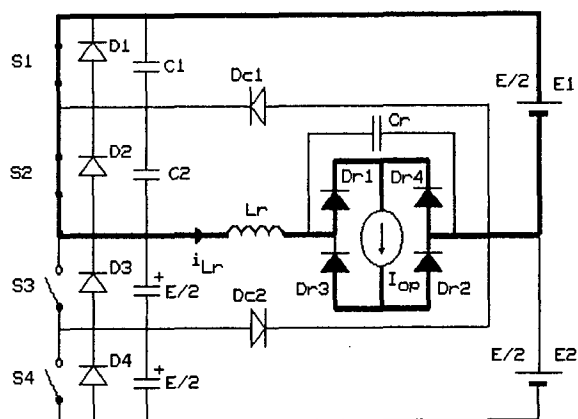 S1
D1
C1
Dc1
E/2
E1
S2
D2
C2
Cr
Dr1
Dr4
Lr
iLr
Iop
Dr3
Dr2
S3
D3
+
E/2
Dc2
S4
D4
+
E/2
E/2
E2